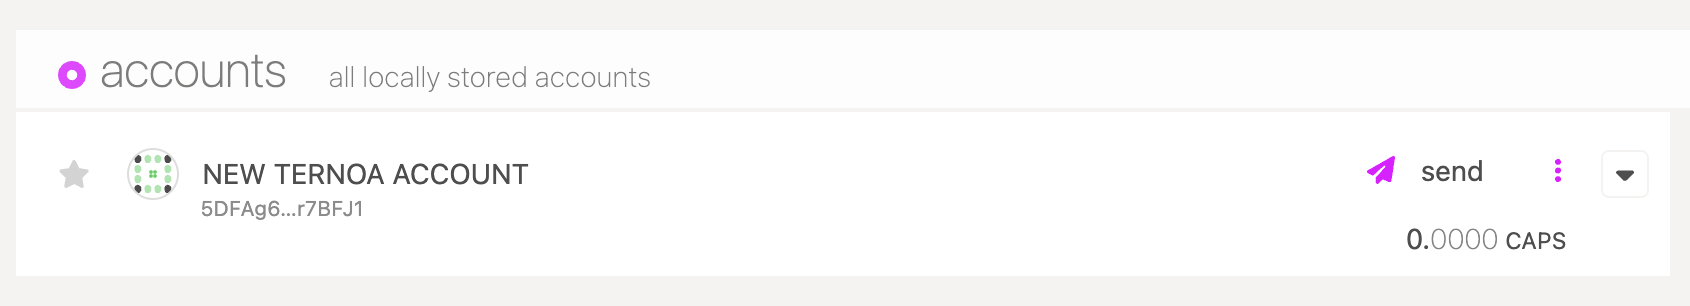 accounts all locally stored accounts
NEW TERNOA ACCOUNT send
5DFAg6...r7BFJ1
0.0000 CAPS